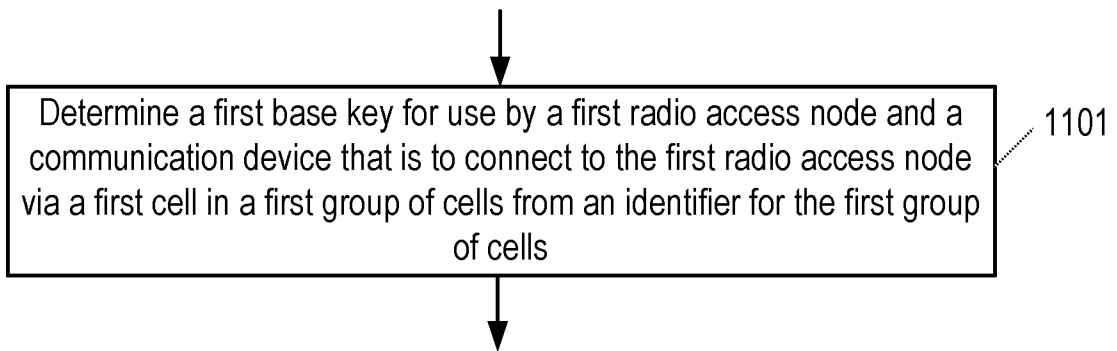 Determine a first base key for use by a first radio access node and a
communication device that is to connect to the first radio access node
via a first cell in a first group of cells from an identifier for the first group
of cells
1101